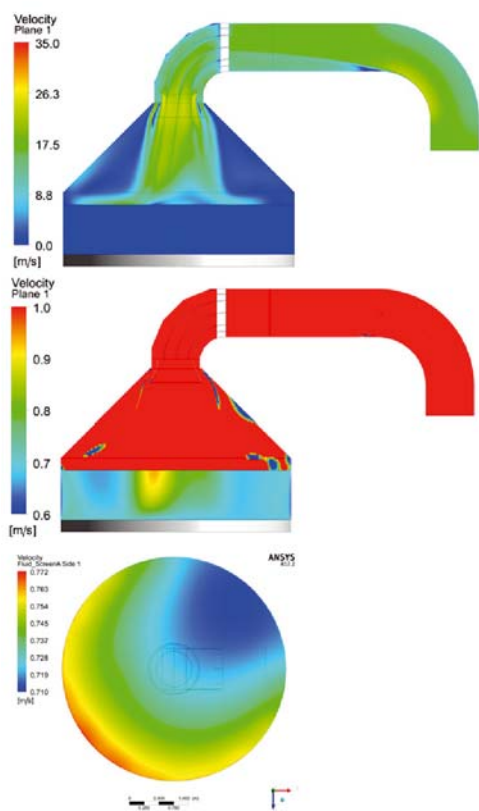 Velocity
Plane 1
35.0
26.3
17.5
8.8
0.0
[m/s]
Velocity
Plane 1
1.0
0.9
0.8
0.7
0.6
[m/s]
Velocity
ANSYS
0.772
0.763
0.754
0.745
0.737
0.728
0.719
0.710
[m/s]